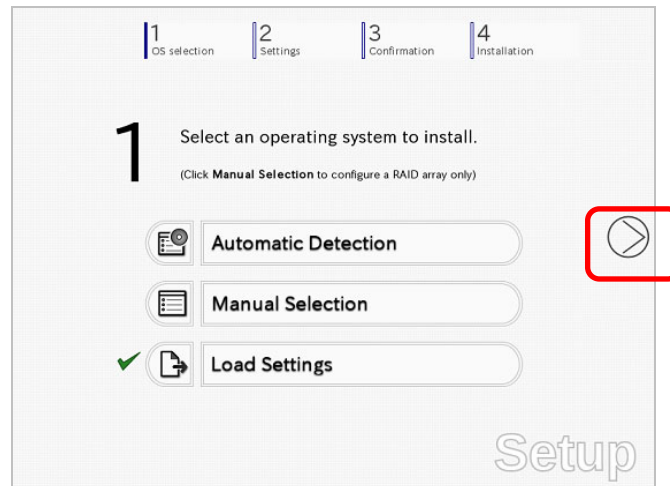 1
OS selection
2
Settings
3
Confirmation
4
Installation
1
Select an operating system to install.
(Click Manual Selection to configure a RAID array only)
Automatic Detection
Manual Selection
Load Settings
Setup